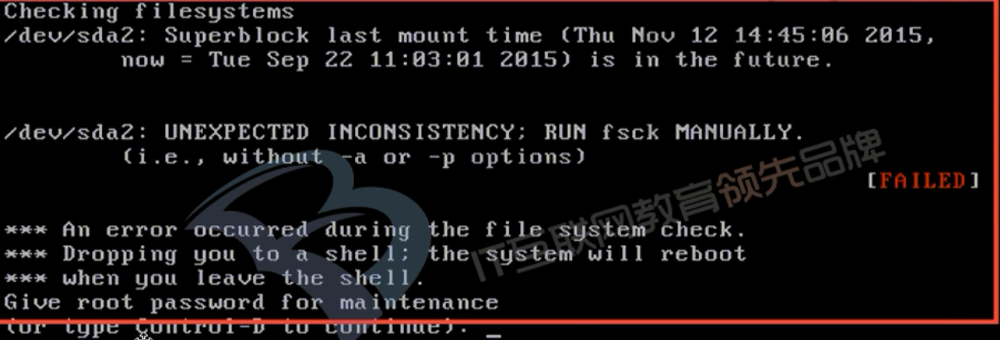 Checking filesystems
/dev/sda2: Superblock last mount time (Thu Nov 12 14:45:06 2015,
now = Tue Sep 22 11:03:01 2015) is in the future.
/dev/sda2: UNEXPECTED INCONSISTENCY; RUN fsck MANUALLY.
(i.e., without -a or -p options)
[FAILED]
IT互联网教育领先品牌
*** An error occurred during the file system check.
*** Dropping you to a shell; the system will reboot
*** when you leave the shell.
Give root password for maintenance
(or type Control-D to continue): _